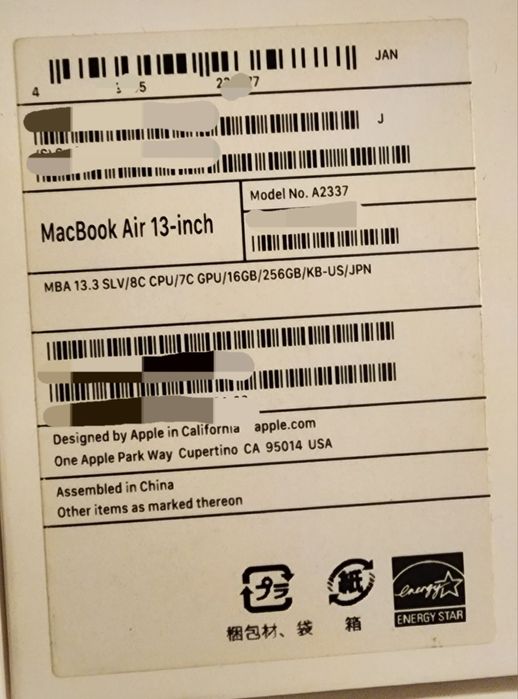 JAN
J
Model No. A2337
MacBook Air 13-inch
MBA 13.3 SLV/8C CPU/7C GPU/16GB/256GB/KB-US/JPN
Designed by Apple in California apple.com
One Apple Park Way Cupertino CA 95014 USA
Assembled in China
Other items as marked thereon
プラ 紙 energy
梱包材、袋 箱 ENERGY STAR